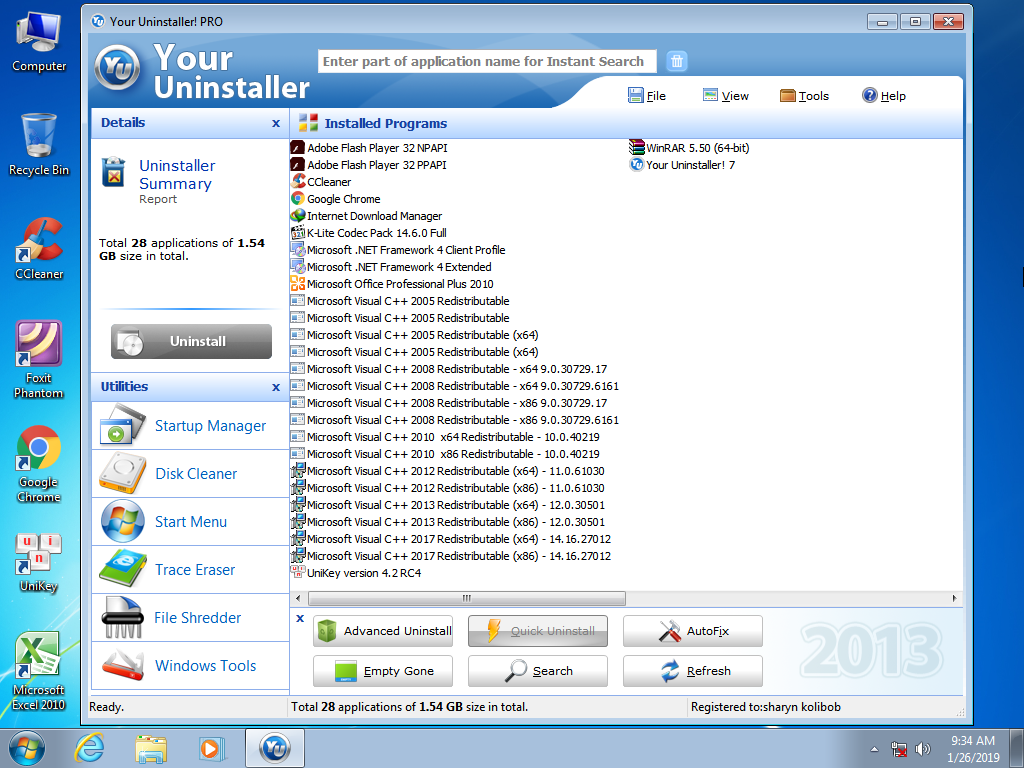 Computer
Recycle Bin
CCleaner
Foxit
Phantom
Google
Chrome
UniKey
Microsoft
Excel 2010
Your Uninstaller! PRO
Your
Uninstaller
Enter part of application name for Instant Search
File
View
Tools
Help
Details x
Uninstaller
Summary
Report
Total 28 applications of 1.54
GB size in total.
Uninstall
Utilities x
Startup Manager
Disk Cleaner
Start Menu
Trace Eraser
File Shredder
Windows Tools
Installed Programs
Adobe Flash Player 32 NPAPI
Adobe Flash Player 32 PPAPI
CCleaner
Google Chrome
Internet Download Manager
K-Lite Codec Pack 14.6.0 Full
Microsoft .NET Framework 4 Client Profile
Microsoft .NET Framework 4 Extended
Microsoft Office Professional Plus 2010
Microsoft Visual C++ 2005 Redistributable
Microsoft Visual C++ 2005 Redistributable
Microsoft Visual C++ 2005 Redistributable (x64)
Microsoft Visual C++ 2005 Redistributable (x64)
Microsoft Visual C++ 2008 Redistributable - x64 9.0.30729.17
Microsoft Visual C++ 2008 Redistributable - x64 9.0.30729.6161
Microsoft Visual C++ 2008 Redistributable - x86 9.0.30729.17
Microsoft Visual C++ 2008 Redistributable - x86 9.0.30729.6161
Microsoft Visual C++ 2010  x64 Redistributable - 10.0.40219
Microsoft Visual C++ 2010  x86 Redistributable - 10.0.40219
Microsoft Visual C++ 2012 Redistributable (x64) - 11.0.61030
Microsoft Visual C++ 2012 Redistributable (x86) - 11.0.61030
Microsoft Visual C++ 2013 Redistributable (x64) - 12.0.30501
Microsoft Visual C++ 2013 Redistributable (x86) - 12.0.30501
Microsoft Visual C++ 2017 Redistributable (x64) - 14.16.27012
Microsoft Visual C++ 2017 Redistributable (x86) - 14.16.27012
UniKey version 4.2 RC4
WinRAR 5.50 (64-bit)
Your Uninstaller! 7
x
Advanced Uninstall
Quick Uninstall
AutoFix
Empty Gone
Search
Refresh
2013
Ready.
Total 28 applications of 1.54 GB size in total.
Registered to:sharyn kolibob
9:34 AM
1/26/2019